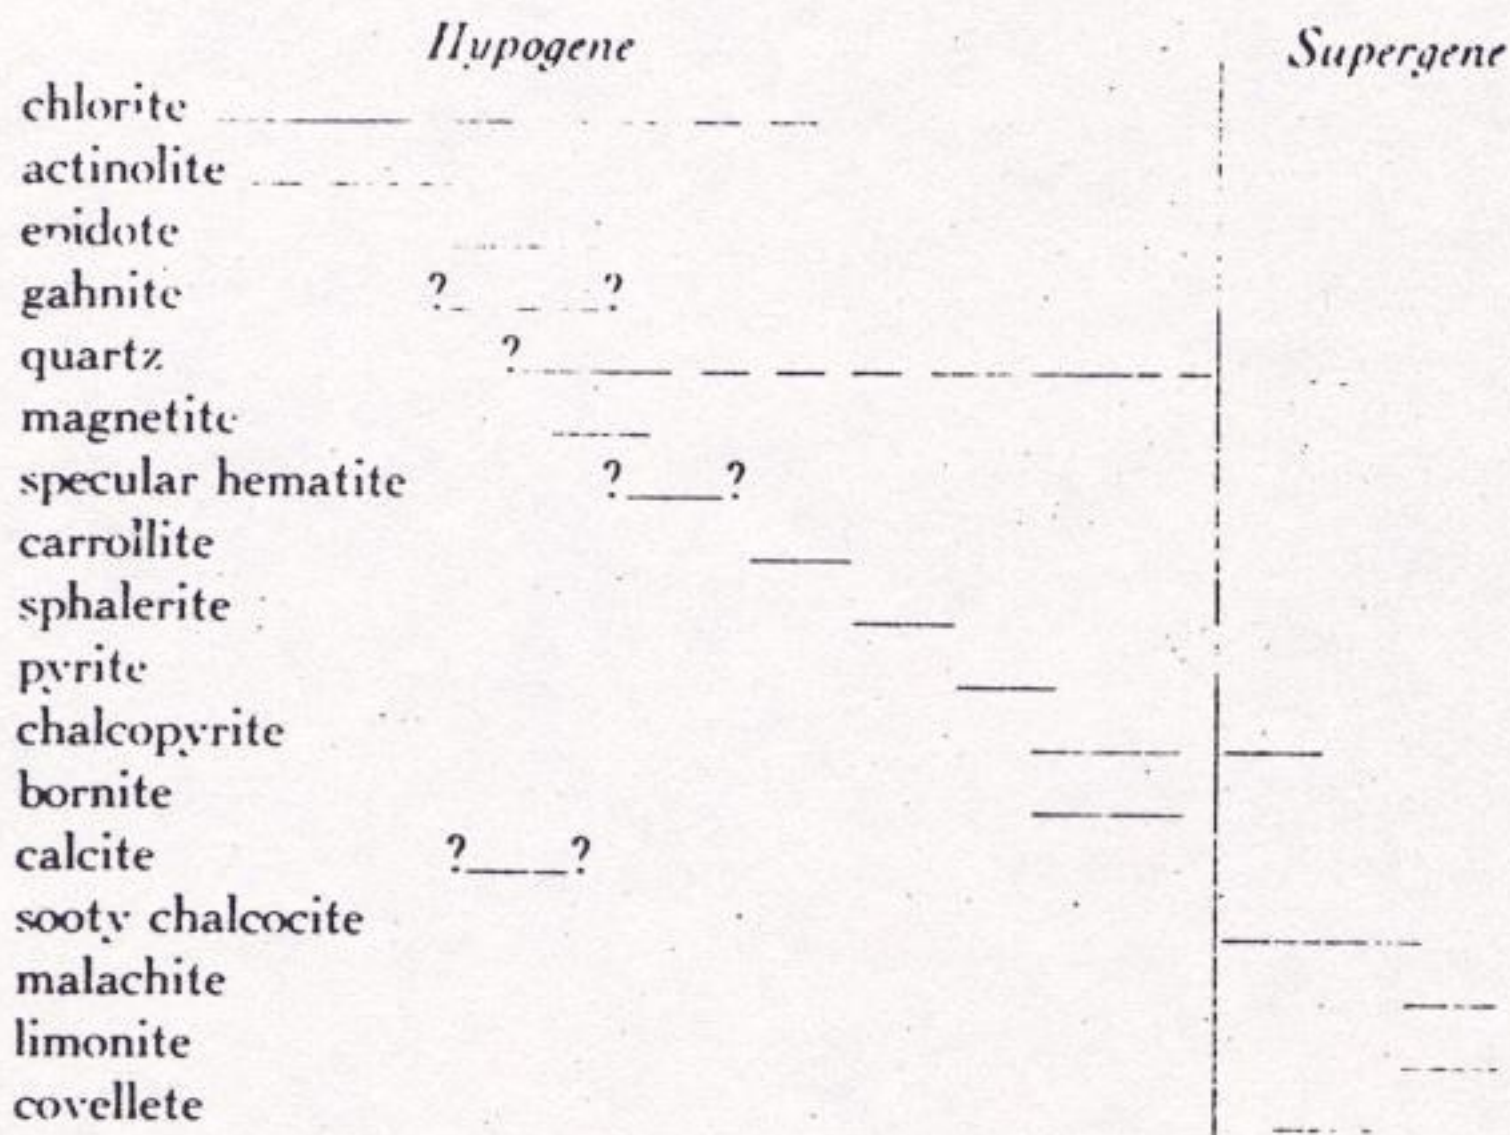 Hypogene Supergene
chlorite
actinolite
epidote
gahnite ? ?
quartz ?
magnetite
specular hematite ? ?
carrollite
sphalerite
pyrite
chalcopyrite
bornite
calcite ? ?
sooty chalcocite
malachite
limonite
covellete